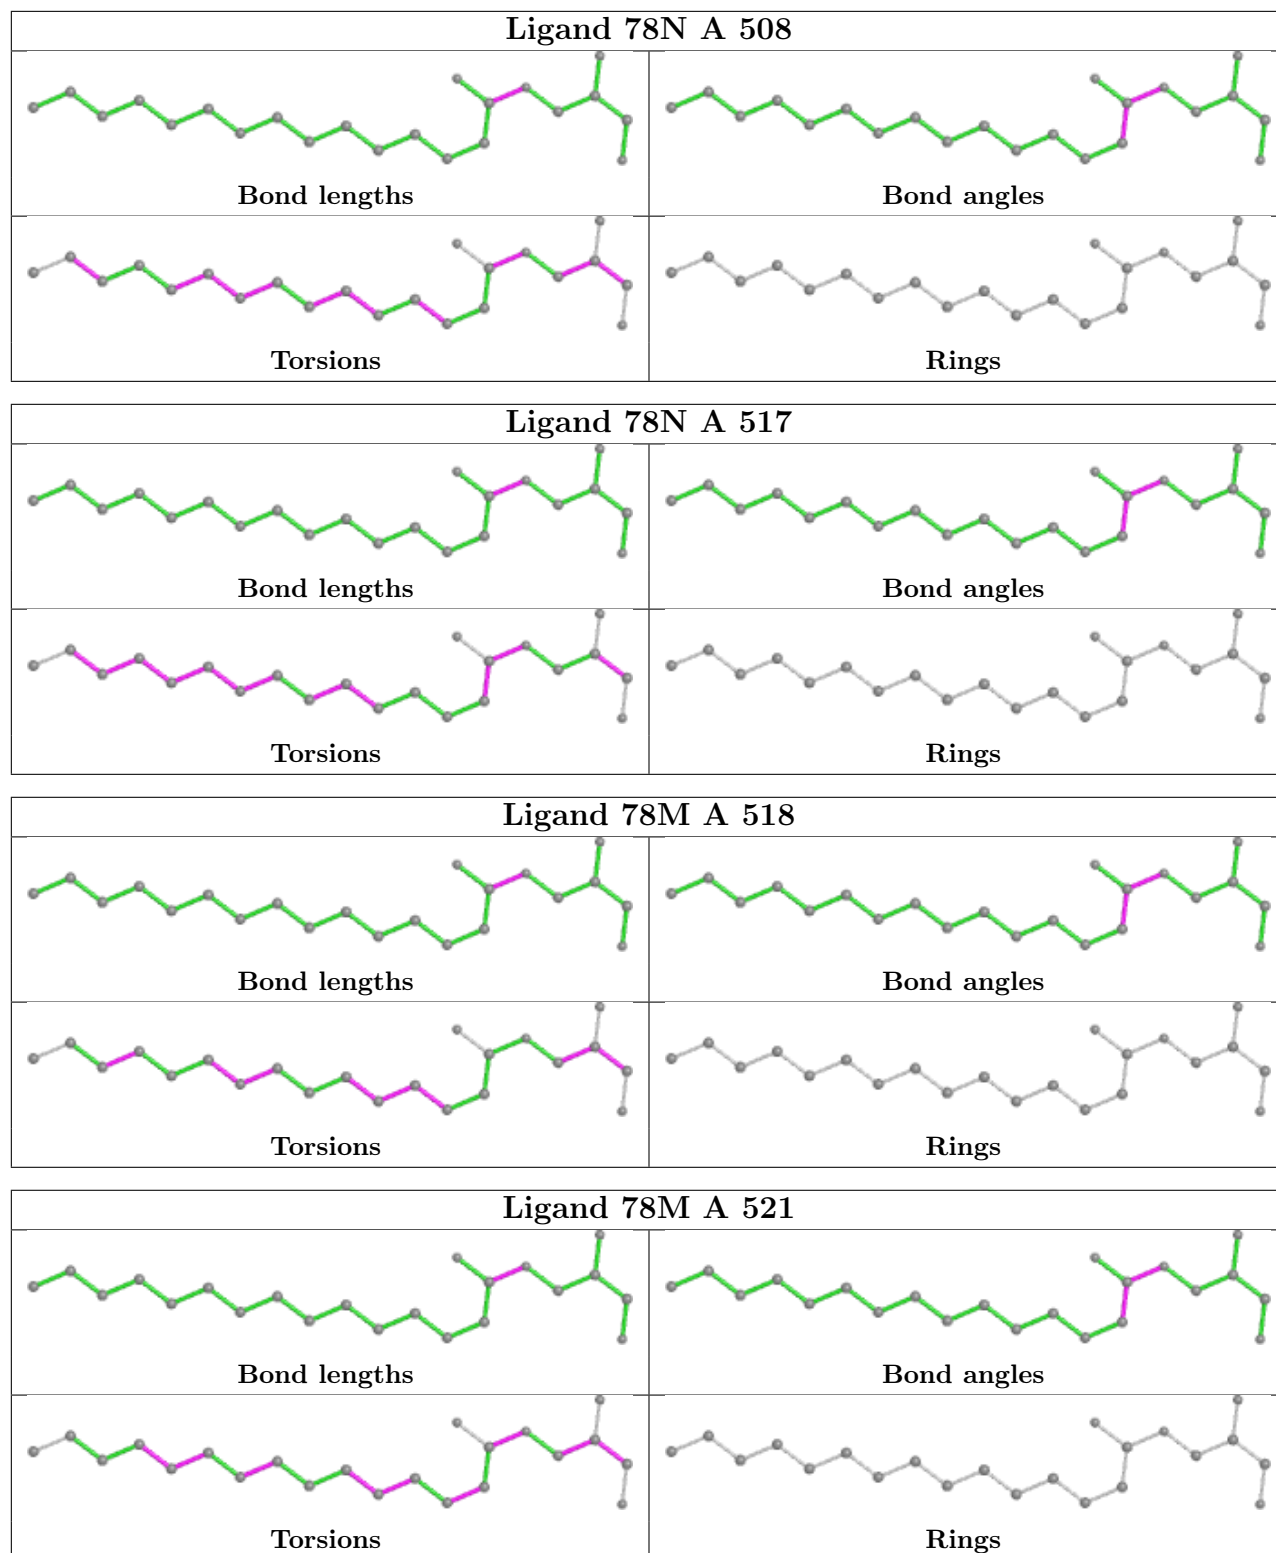 Ligand 78N A 508
Bond lengths
Bond angles
Torsions
Rings
Ligand 78N A 517
Bond lengths
Bond angles
Torsions
Rings
Ligand 78M A 518
Bond lengths
Bond angles
Torsions
Rings
Ligand 78M A 521
Bond lengths
Bond angles
Torsions
Rings